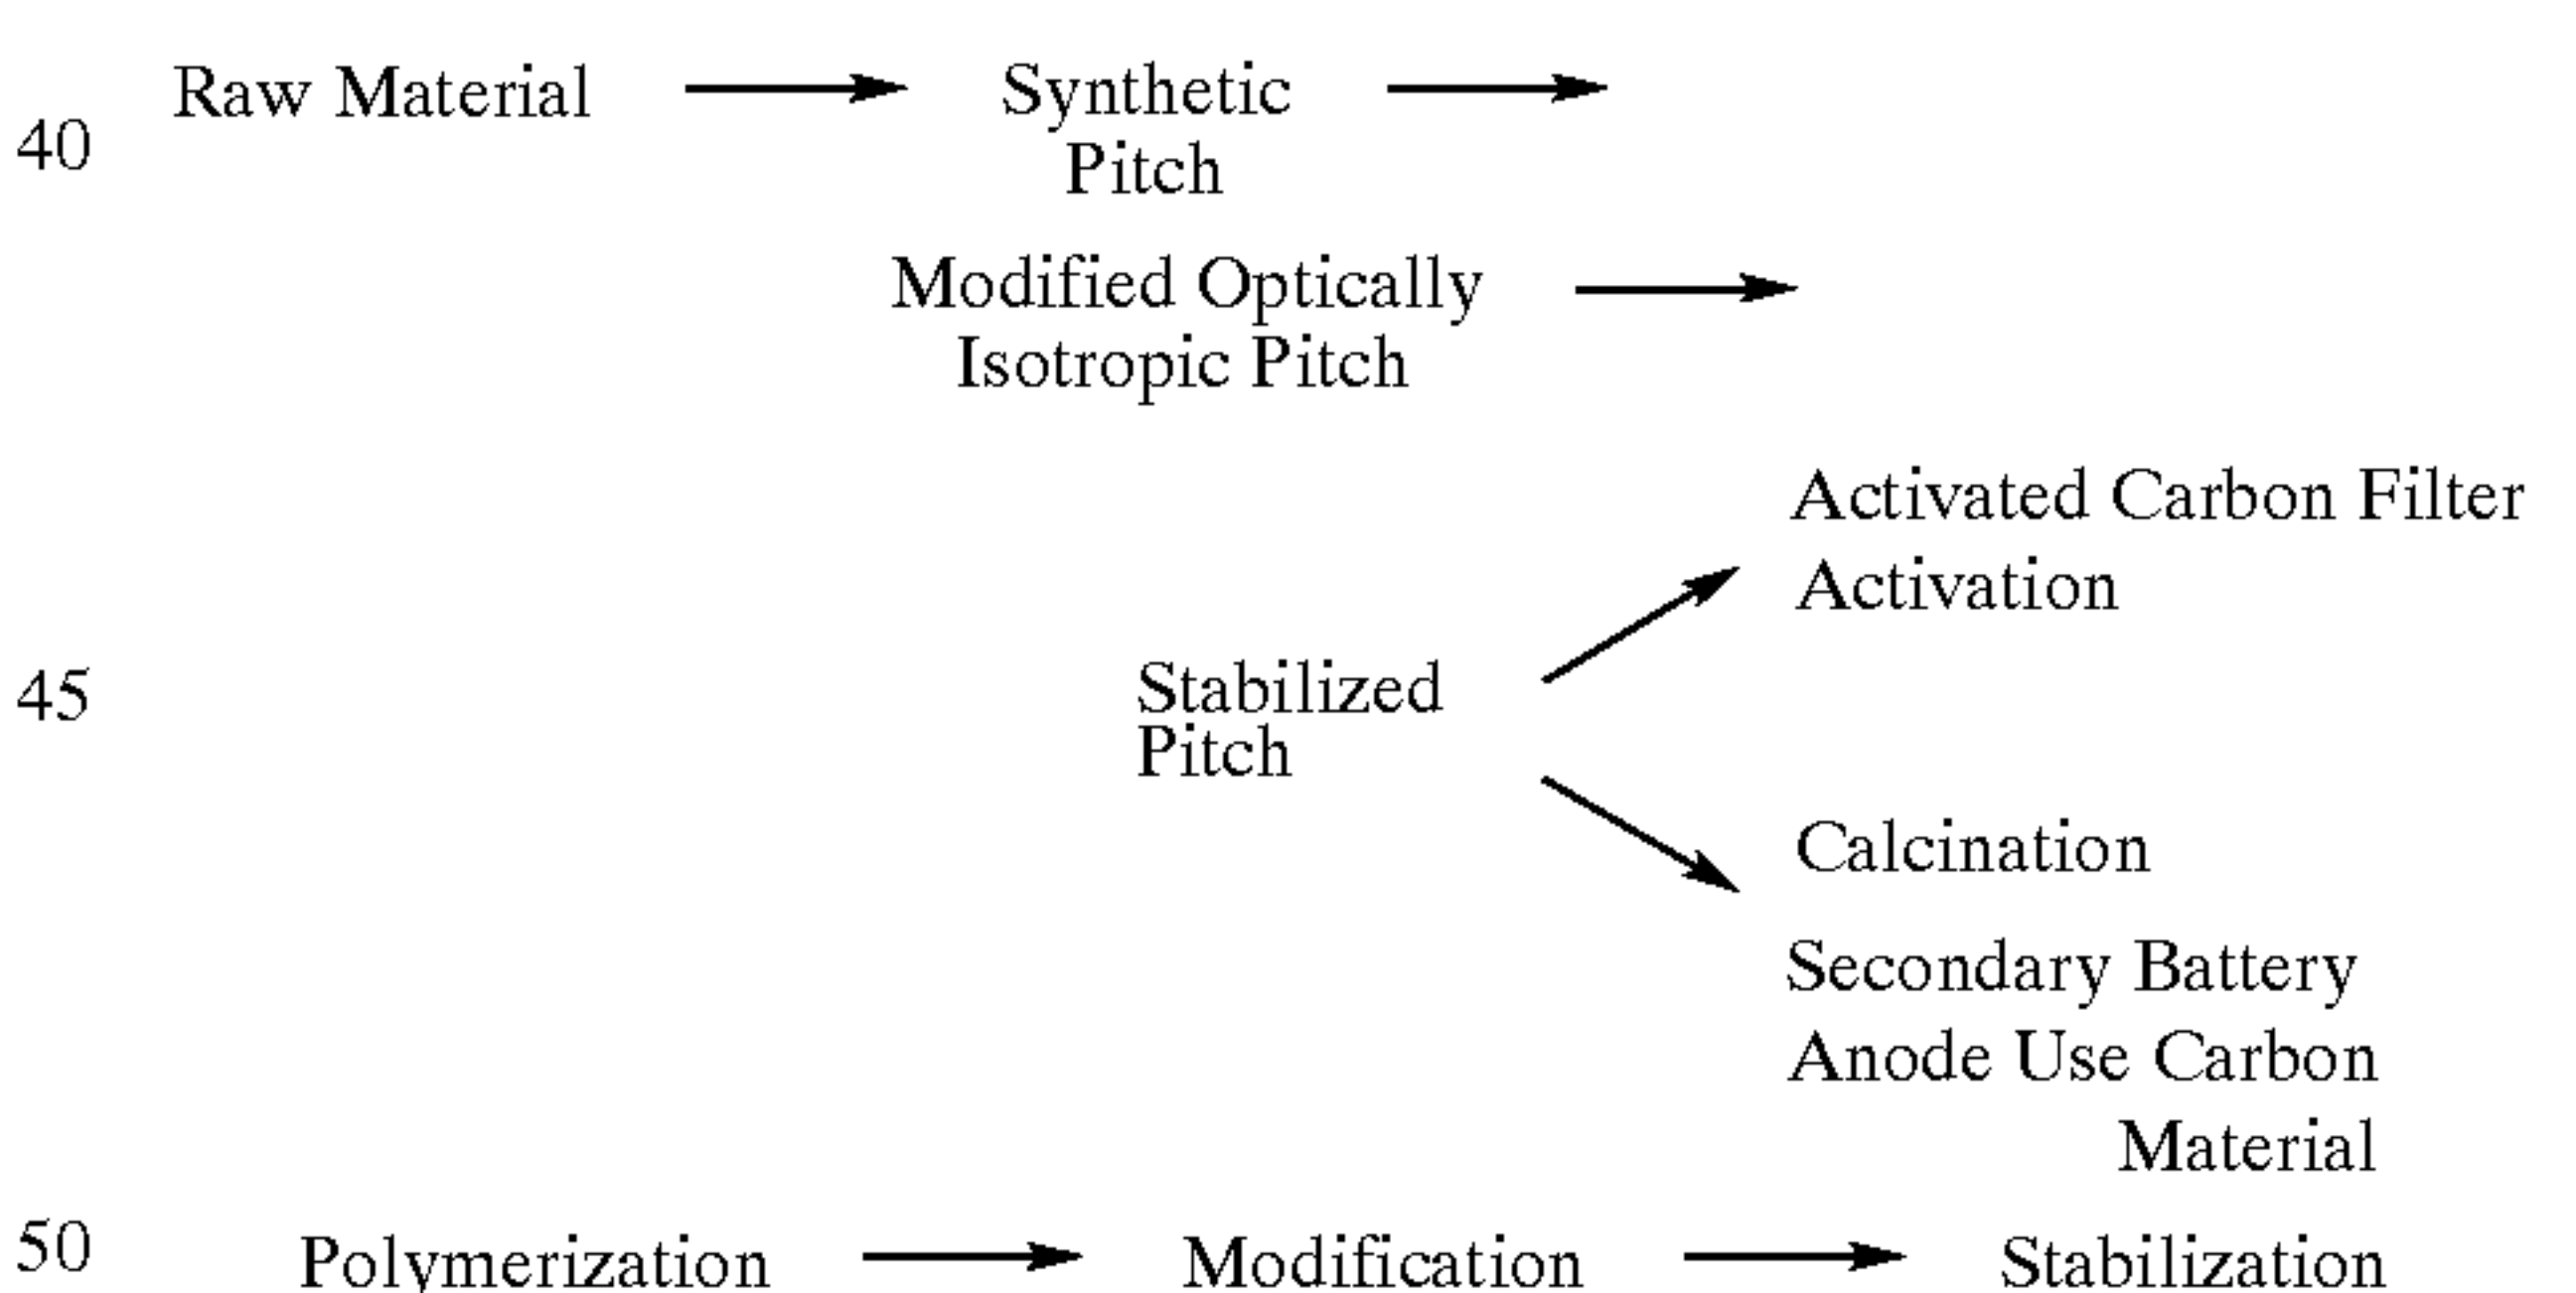 Raw Material Synthetic
40
Pitch
Modified Optically
Isotropic Pitch
Activated Carbon Filter
Activation
45 Stabilized
Pitch
Calcination
Secondary Battery
Anode Use Carbon
Material
50 Polymerization Modification Stabilization